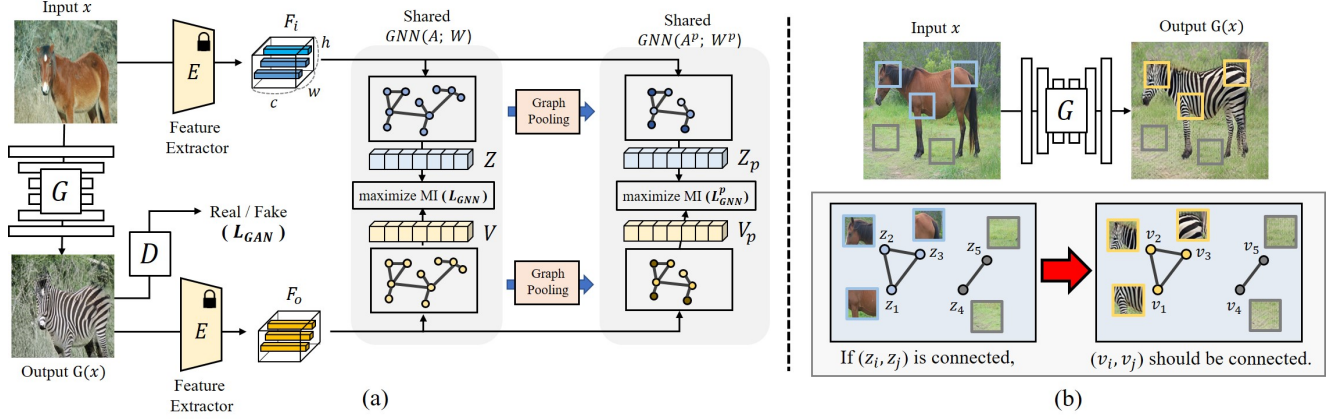 Input x
E
Feature
Extractor
F_i
h
w
c
Shared
GNN(A; W)
Shared
GNN(A^p; W^p)
Graph
Pooling
Z
Z_p
G
maximize MI (L_GNN)
maximize MI (L^p_GNN)
Real / Fake
( L_GAN )
D
V
V_p
Graph
Pooling
E
F_o
Output G(x)
Feature
Extractor
(a)
Input x
Output G(x)
G
z_2
z_3
z_5
z_1
z_4
v_2
v_3
v_5
v_1
v_4
If (z_i, z_j) is connected,
(v_i, v_j) should be connected.
(b)